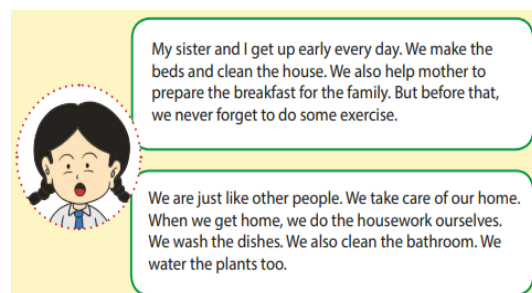 My sister and I get up early every day. We make the
beds and clean the house. We also help mother to
prepare the breakfast for the family. But before that,
we never forget to do some exercise.
We are just like other people. We take care of our home.
When we get home, we do the housework ourselves.
We wash the dishes. We also clean the bathroom. We
water the plants too.